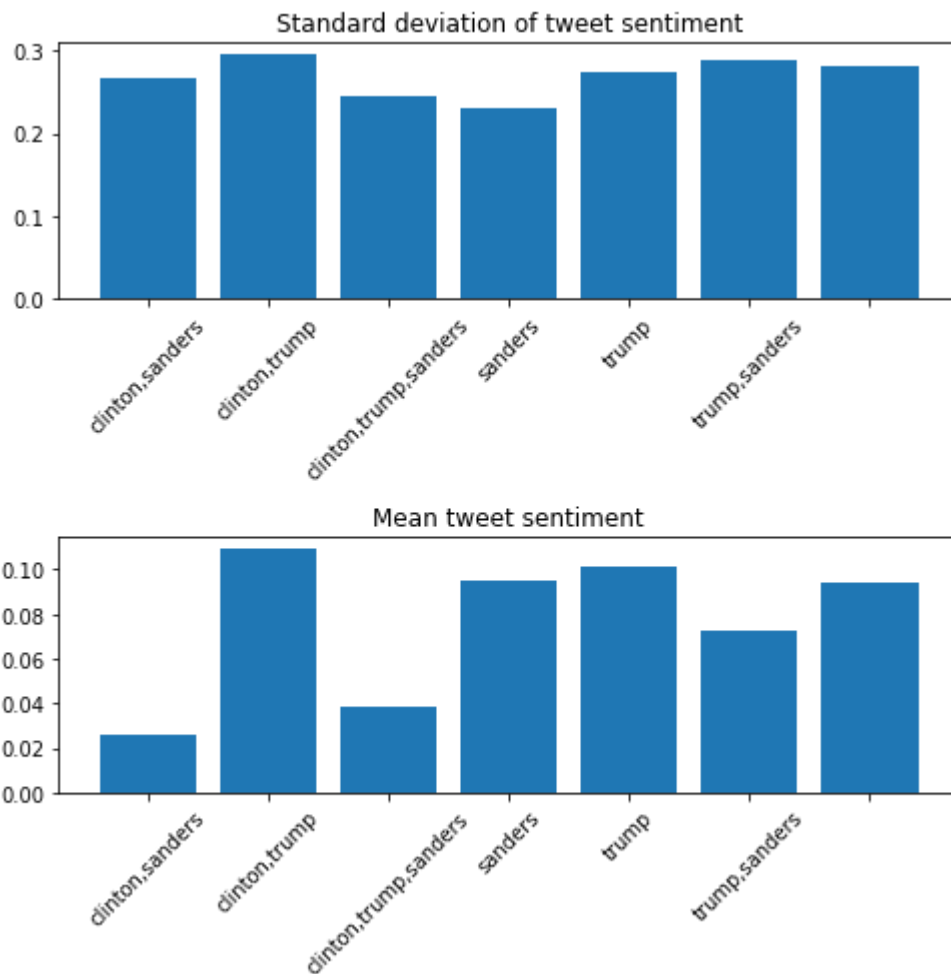 Standard deviation of tweet sentiment
0.3
0.2
0.1
0.0
clinton,sanders
clinton,trump
clinton,trump,sanders
sanders
trump
trump,sanders
Mean tweet sentiment
0.10
0.08
0.06
0.04
0.02
0.00
clinton,sanders
clinton,trump
clinton,trump,sanders
sanders
trump
trump,sanders